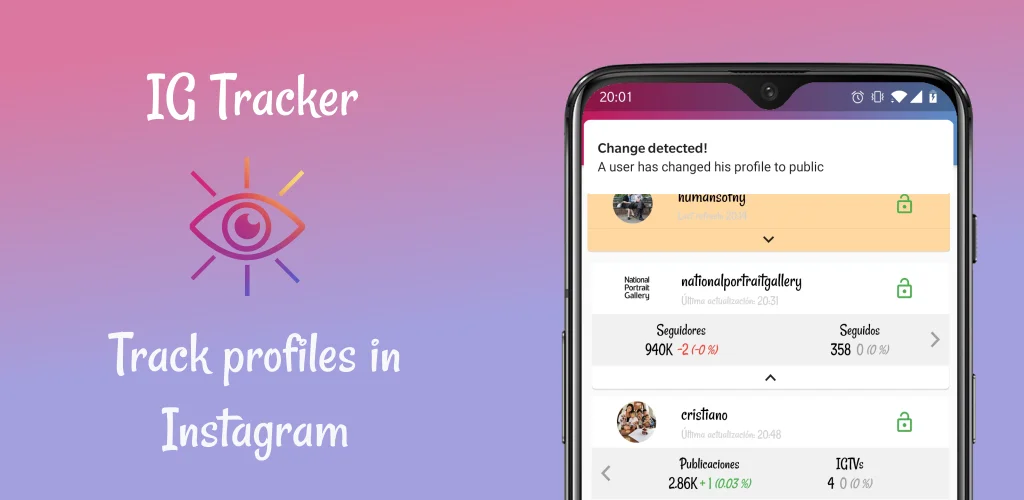 IG Tracker
Track profiles in
Instagram
20:01
Change detected!
A user has changed his profile to public
humansofny
National
Portrait
Gallery
nationalportraitgallery
Última actualización: 20:31
Seguidores
Seguidos
940K -2 (-0 %)
358 0 (0 %)
cristiano
Última actualización: 20:48
Publicaciones
IGTVs
2.86K +1 (0.03 %)
4 0 (0 %)